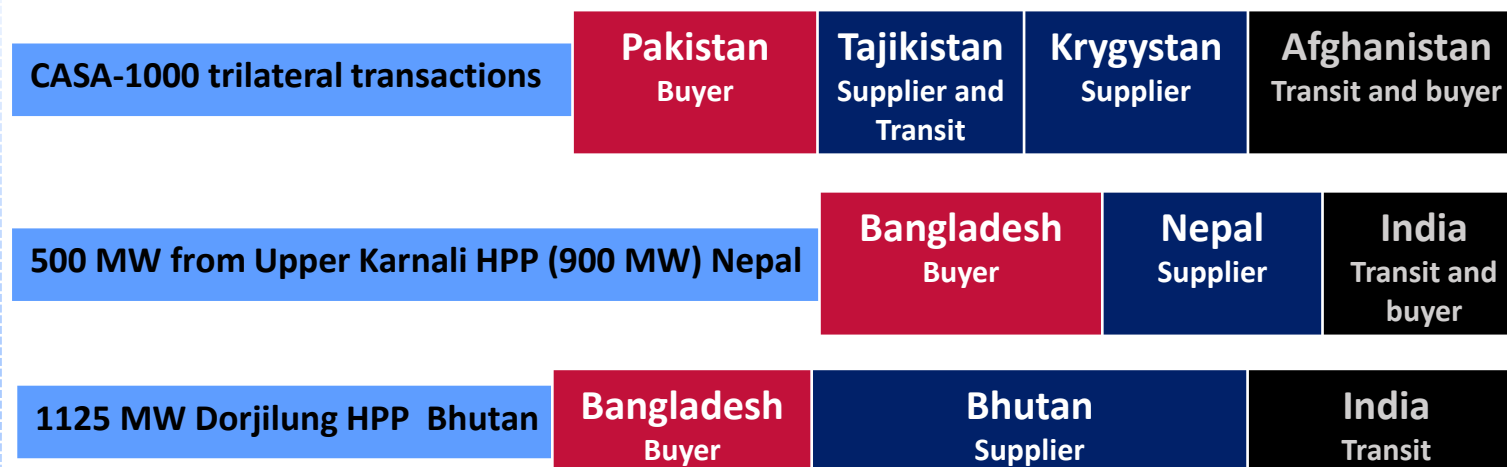 CASA-1000 trilateral transactions
Pakistan
Buyer
Tajikistan
Supplier and
Transit
Krygystan
Supplier
Afghanistan
Transit and buyer
500 MW from Upper Karnali HPP (900 MW) Nepal
Bangladesh
Buyer
Nepal
Supplier
India
Transit and
buyer
1125 MW Dorjilung HPP  Bhutan
Bangladesh
Buyer
Bhutan
Supplier
India
Transit